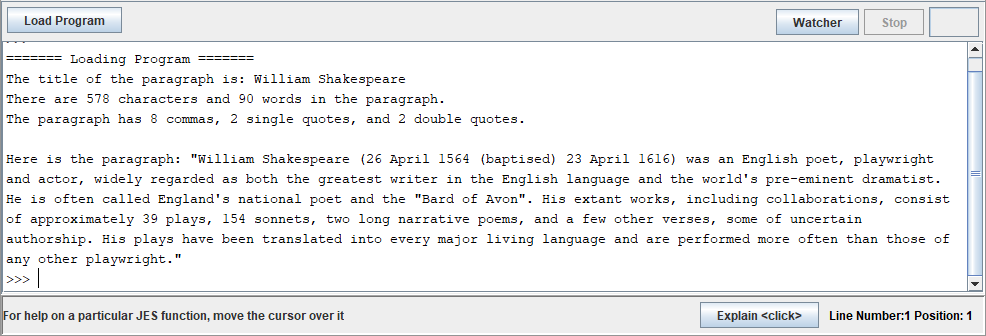 Load Program
Watcher
Stop
======= Loading Program =======
The title of the paragraph is: William Shakespeare
There are 578 characters and 90 words in the paragraph.
The paragraph has 8 commas, 2 single quotes, and 2 double quotes.
Here is the paragraph: "William Shakespeare (26 April 1564 (baptised) 23 April 1616) was an English poet, playwright
and actor, widely regarded as both the greatest writer in the English language and the world's pre-eminent dramatist.
He is often called England's national poet and the "Bard of Avon". His extant works, including collaborations, consist
of approximately 39 plays, 154 sonnets, two long narrative poems, and a few other verses, some of uncertain
authorship. His plays have been translated into every major living language and are performed more often than those of
any other playwright."
>>>
For help on a particular JES function, move the cursor over it
Explain <click>
Line Number:1 Position: 1